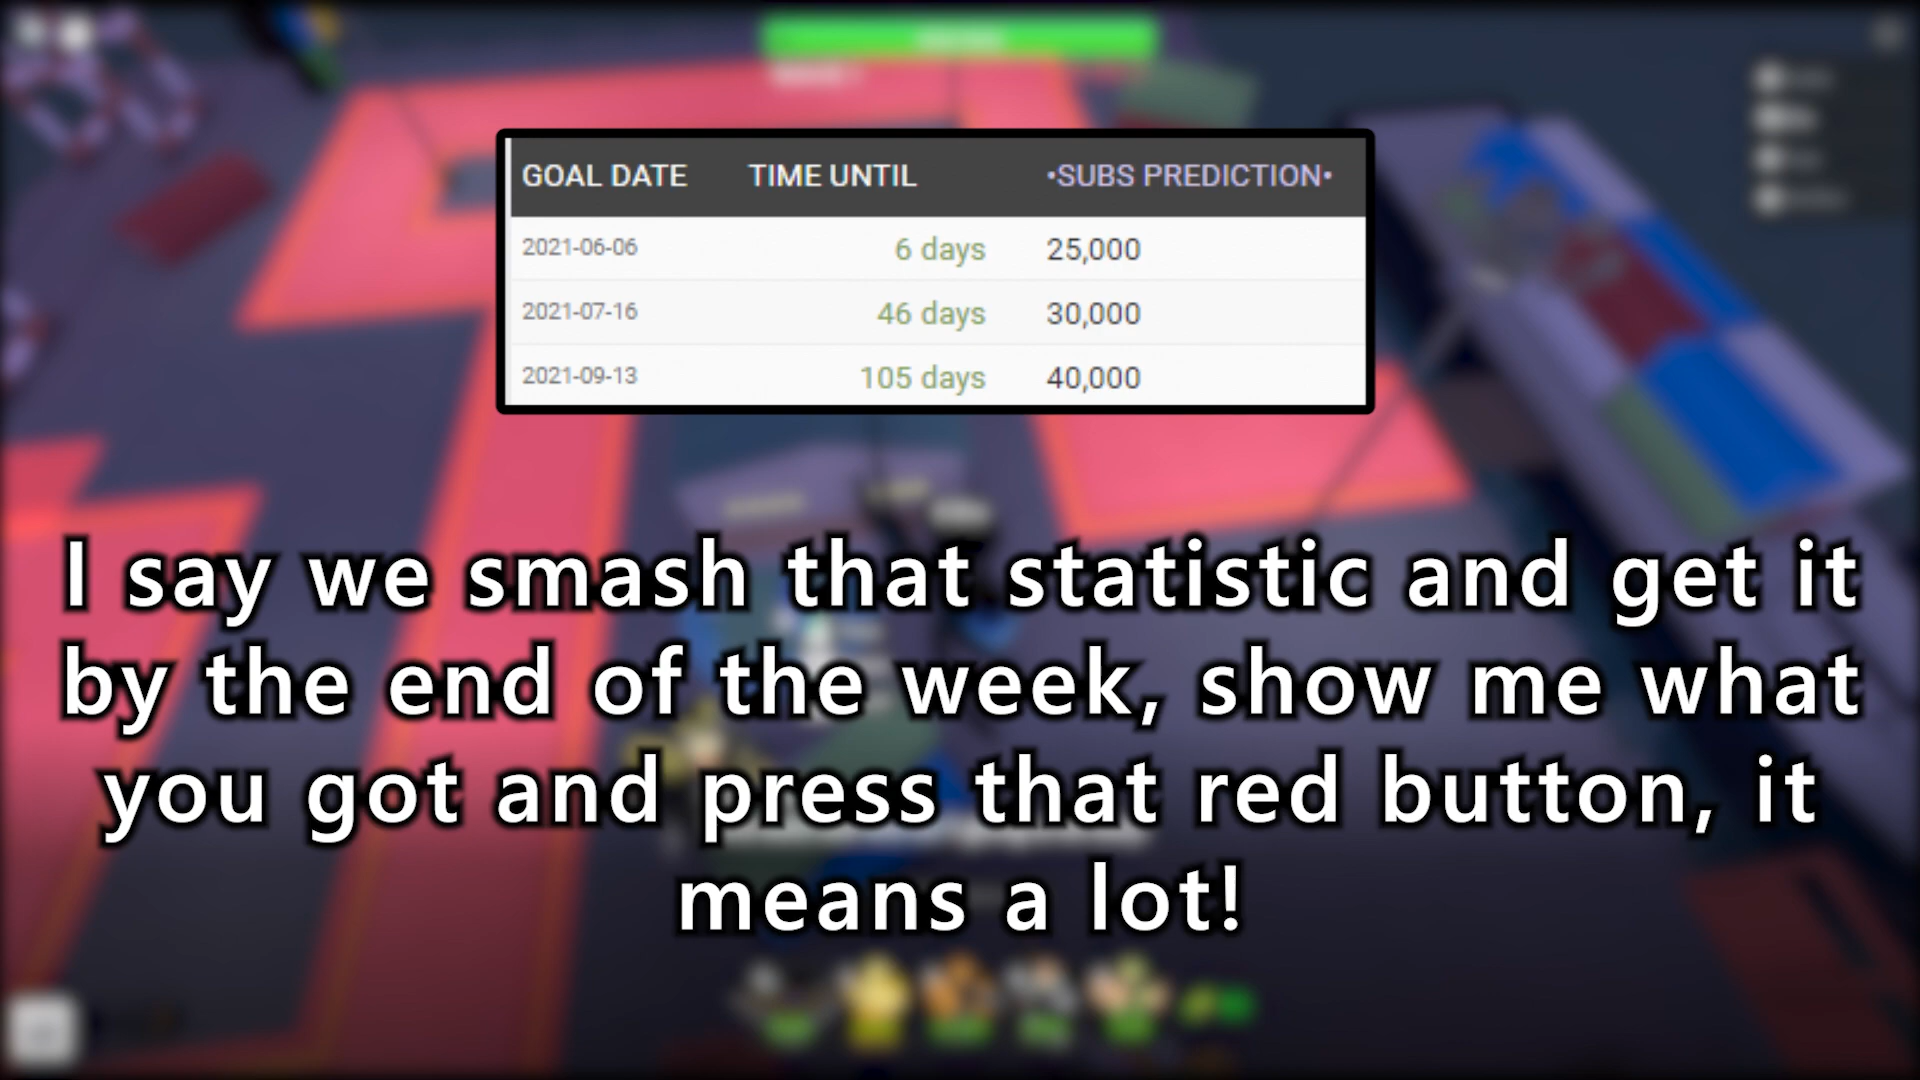 GOAL DATE TIME UNTIL •SUBS PREDICTION•
2021-06-06 6 days 25,000
2021-07-16 46 days 30,000
2021-09-13 105 days 40,000
I say we smash that statistic and get it
by the end of the week, show me what
you got and press that red button, it
means a lot!